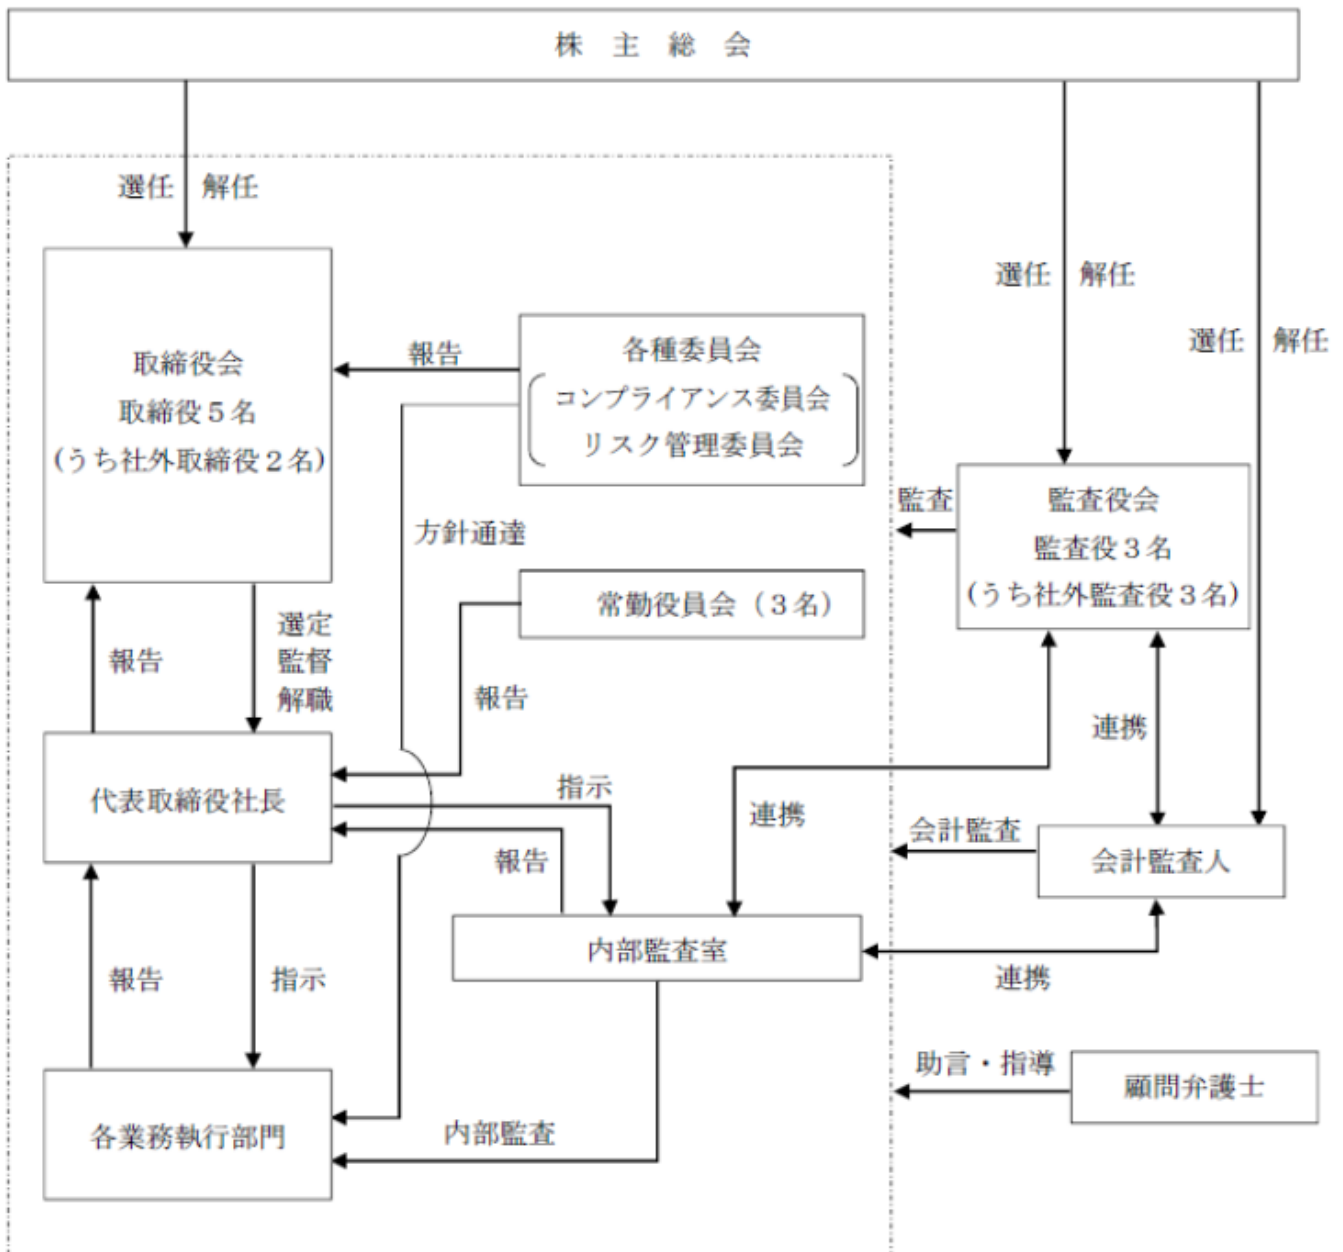 株 主 総 会
選任 解任
取締役会
取締役5名
(うち社外取締役2名)
報告
各種委員会
コンプライアンス委員会
リスク管理委員会
方針通達
常勤役員会（3名）
報告
選定
監督
解職
報告
代表取締役社長
指示
報告
内部監査室
報告
指示
各業務執行部門
内部監査
選任 解任
選任 解任
監査
監査役会
監査役3名
(うち社外監査役3名)
連携
連携
会計監査
会計監査人
連携
助言・指導
顧問弁護士